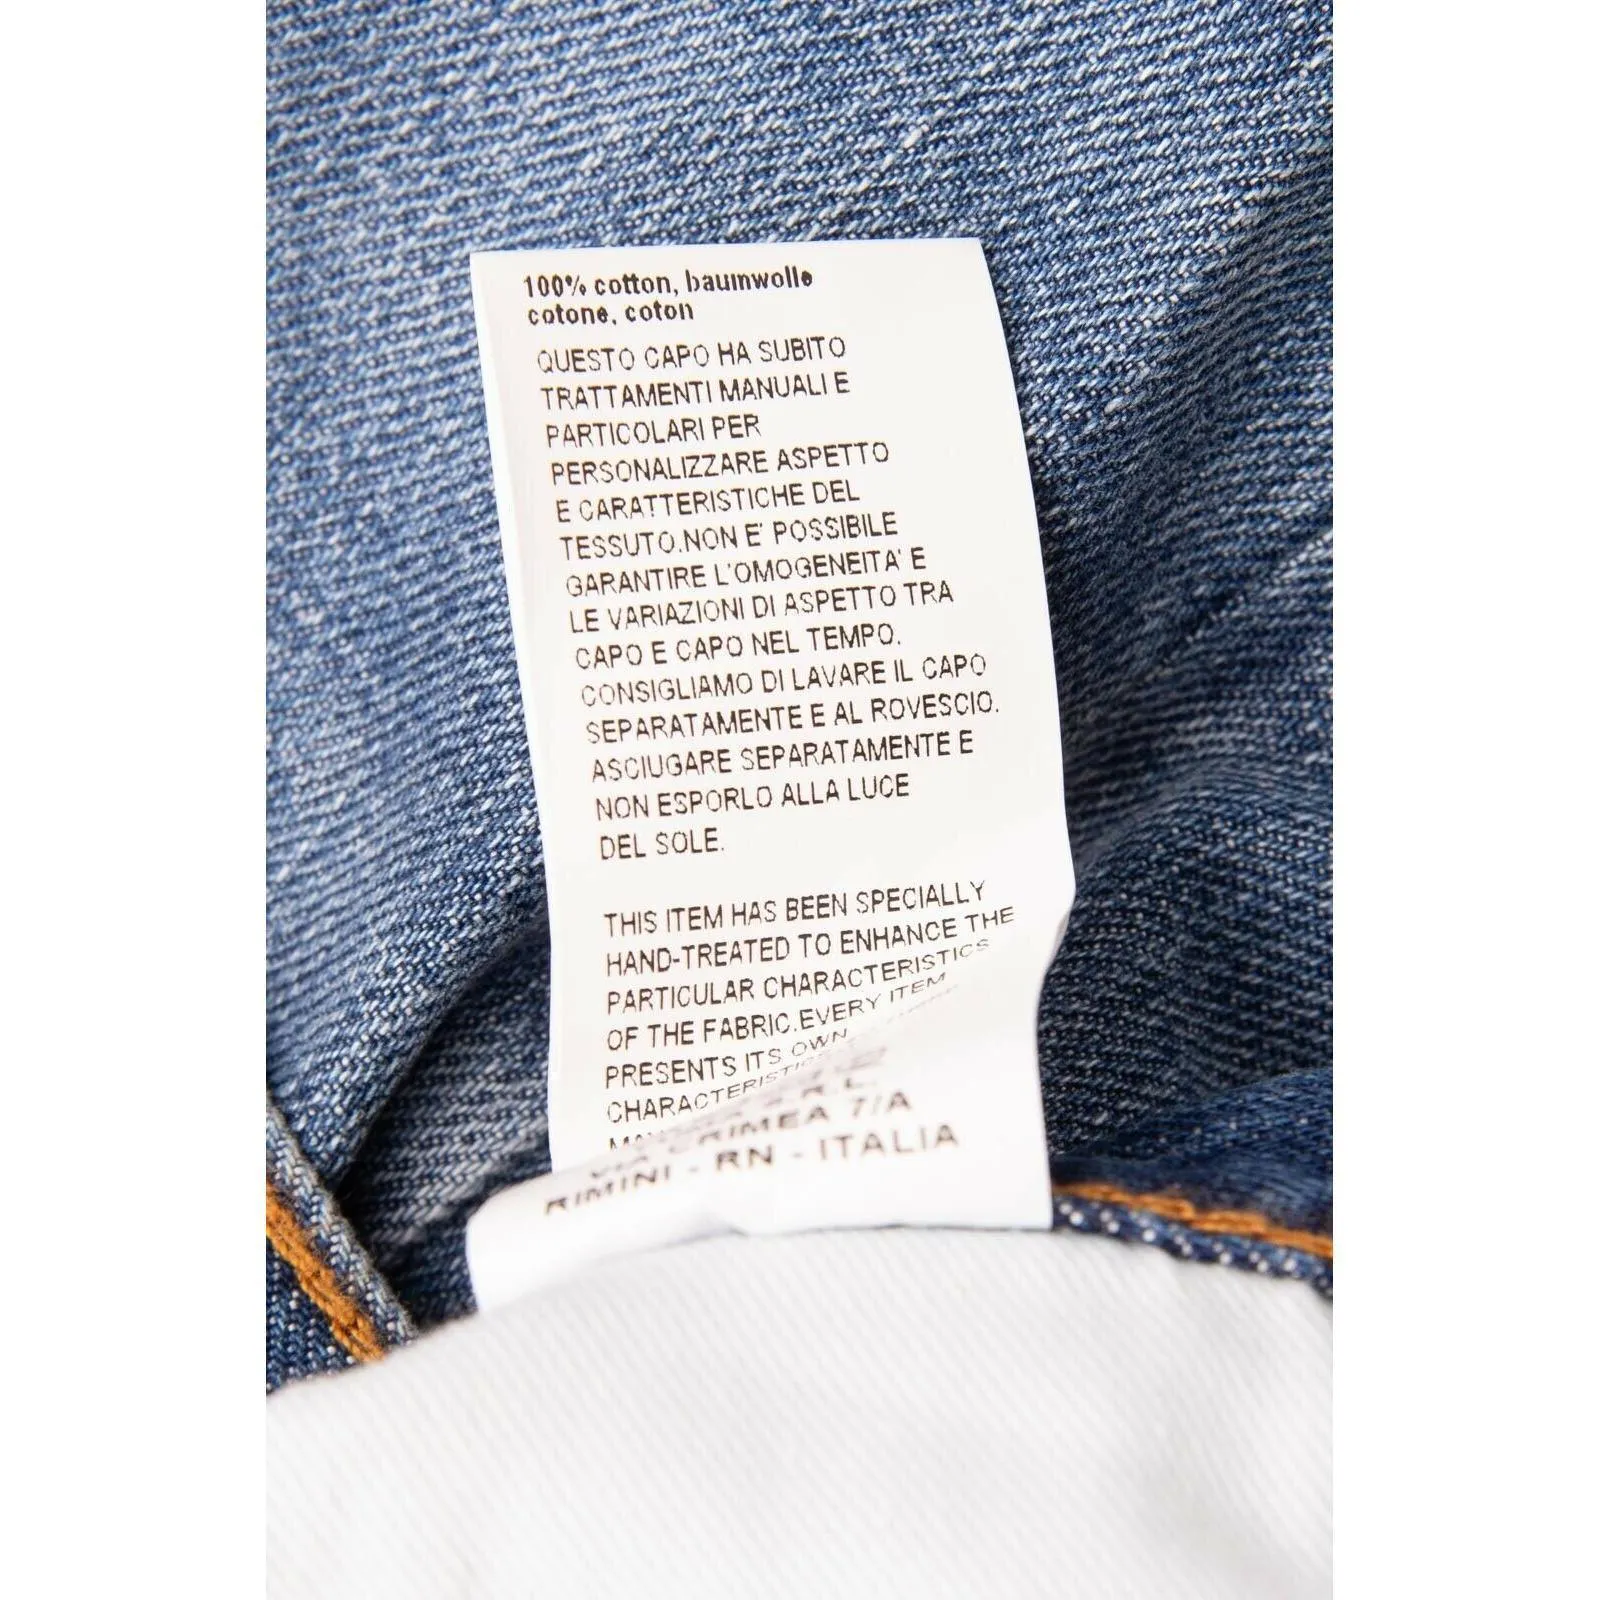 100% cotton, baumwolle
cotone, coton
QUESTO CAPO HA SUBITO
TRATTAMENTI MANUALI E
PARTICOLARI PER
PERSONALIZZARE ASPETTO
E CARATTERISTICHE DEL
TESSUTO.NON E' POSSIBILE
GARANTIRE L'OMOGENEITA' E
LE VARIAZIONI DI ASPETTO TRA
CAPO E CAPO NEL TEMPO.
CONSIGLIAMO DI LAVARE IL CAPO
SEPARATAMENTE E AL ROVESCIO.
ASCIUGARE SEPARATAMENTE E
NON ESPORLO ALLA LUCE
DEL SOLE.
THIS ITEM HAS BEEN SPECIALLY
HAND-TREATED TO ENHANCE THE
PARTICULAR CHARACTERISTICS
OF THE FABRIC.EVERY ITEM
PRESENTS ITS OWN
VIA CRIMEA 7/A
RIMINI - RN - ITALIA